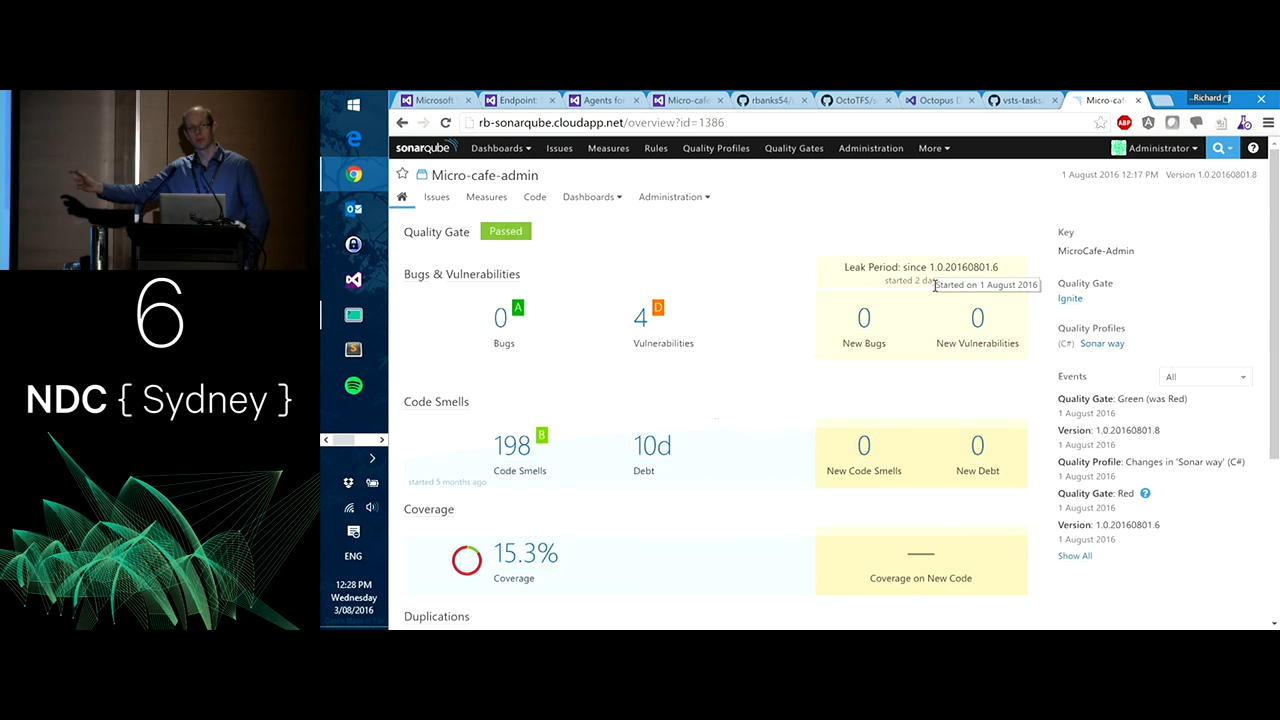 6
NDC { Sydney }
Microsoft
Endpoint:
Agents for
Micro-cafe
rbanks54/
OctoTFS/s
Octopus D
vsts-tasks
Micro-caf
Richard
rb-sonarqube.cloudapp.net/overview?id=1386
ABP
sonarqube Dashboards Issues Measures Rules Quality Profiles Quality Gates Administration More Administrator
Micro-cafe-admin
1 August 2016 12:17 PM Version 1.0.20160801.8
Issues Measures Code Dashboards Administration
Quality Gate Passed
Bugs & Vulnerabilities
Leak Period: since 1.0.20160801.6
started 2 da
Started on 1 August 2016
0 A
Bugs
4 D
Vulnerabilities
0
New Bugs
0
New Vulnerabilities
Code Smells
198 B
Code Smells
10d
Debt
0
New Code Smells
0
New Debt
started 5 months ago
Coverage
15.3%
Coverage
Coverage on New Code
Duplications
Key
MicroCafe-Admin
Quality Gate
Ignite
Quality Profiles
(C#) Sonar way
Events All
Quality Gate: Green (was Red)
1 August 2016
Version: 1.0.20160801.8
1 August 2016
Quality Profile: Changes in 'Sonar way' (C#)
1 August 2016
Quality Gate: Red ?
1 August 2016
Version: 1.0.20160801.6
1 August 2016
Show All
ENG
12:28 PM
Wednesday
3/08/2016